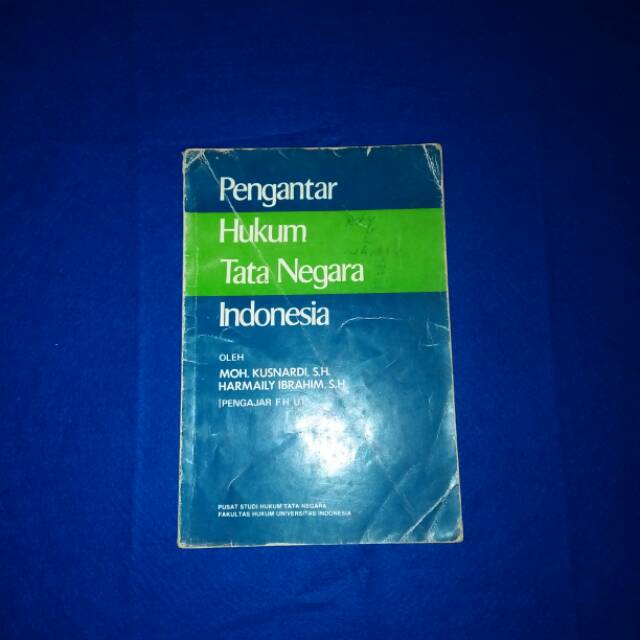 Pengantar
Hukum
Tata Negara
Indonesia
OLEH
MOH. KUSNARDI, S.H.
HARMAILY IBRAHIM, S.H.
[PENGAJAR F H U I
PUSAT STUDI HUKUM TATA NEGARA
FAKULTAS HUKUM UNIVERSITAS INDONESIA